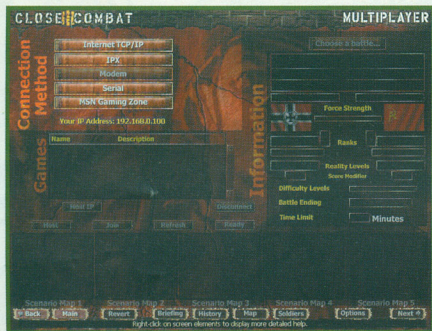 CLOSE COMBAT
MULTIPLAYER
Connection Method
Internet TCP/IP
IPX
Modem
Serial
MSN Gaming Zone
Your IP Address: 192.168.0.100
Games
Name Description
Host IP Disconnect
Host Join Refresh Ready
Information
Choose a battle...
Force Strength
Ranks
Reality Levels
Score Modifier
Difficulty Levels
Battle Ending
Time Limit Minutes
Scenario Map 1 Scenario Map 2 Scenario Map 3 Scenario Map 4 Scenario Map 5
Back Main Revert Briefing History Map Soldiers Options Next
Right-click on screen elements to display more detailed help.